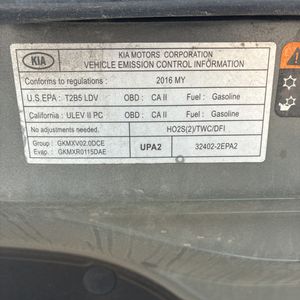 KIA
KIA MOTORS CORPORATION
VEHICLE EMISSION CONTROL INFORMATION
Conforms to regulations : 2016 MY
U.S.EPA : T2B5 LDV OBD : CA II Fuel : Gasoline
California : ULEV II PC OBD : CA II Fuel : Gasoline
No adjustments needed. HO2S(2)/TWC/DFI
Group : GKMXV02.0DCE
Evap. : GKMXR0115DAE
UPA2
32402-2EPA2